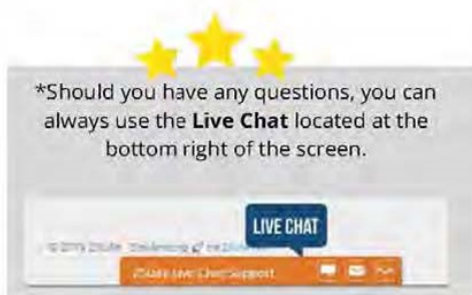 *Should you have any questions, you can
always use the Live Chat located at the
bottom right of the screen.
LIVE CHAT
Live Chat Support